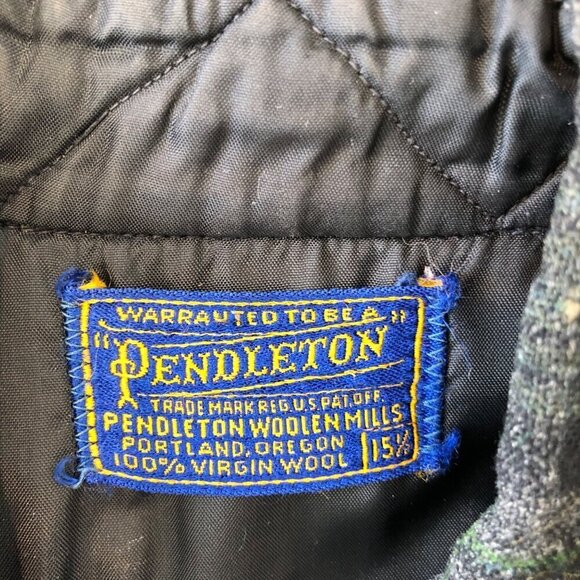 WARRAUTED TO BE A
"PENDLETON"
TRADE MARK REG. U.S. PAT. OFF.
PENDLETON WOOLEN MILLS
PORTLAND, OREGON
100% VIRGIN WOOL
15½